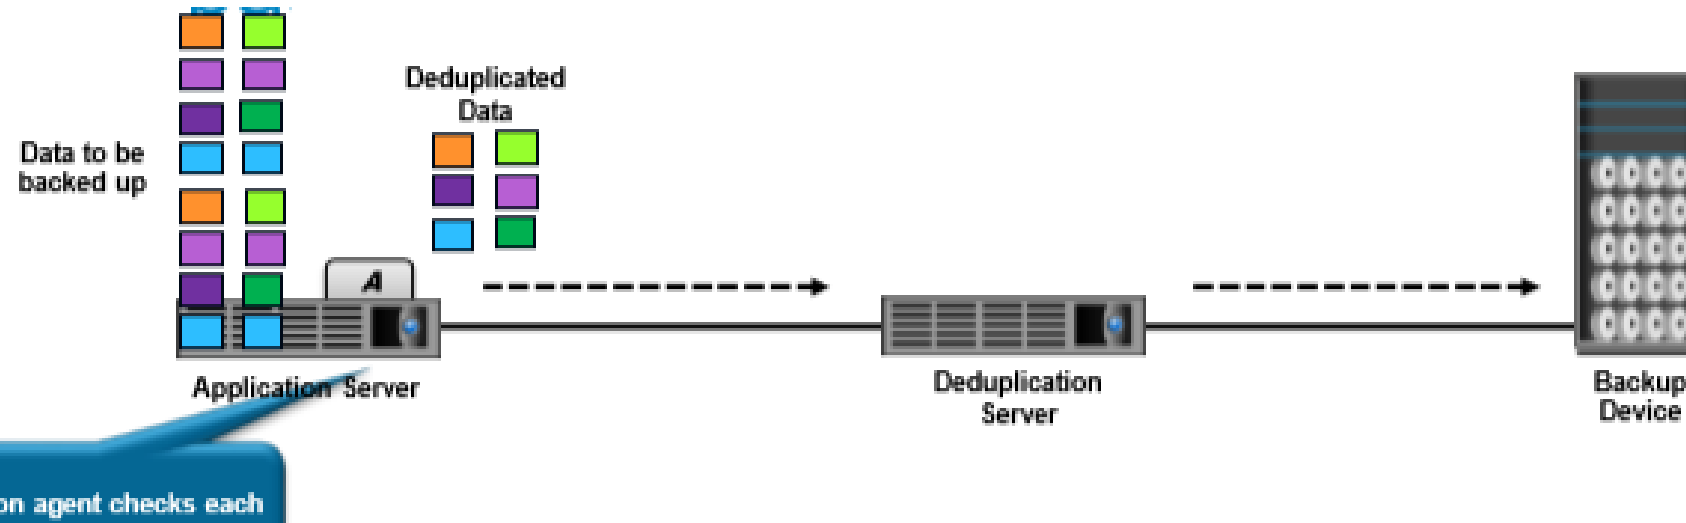 Deduplicated
Data
Data to be
backed up
A
Application Server
Deduplication
Server
Backup
Device
on agent checks each